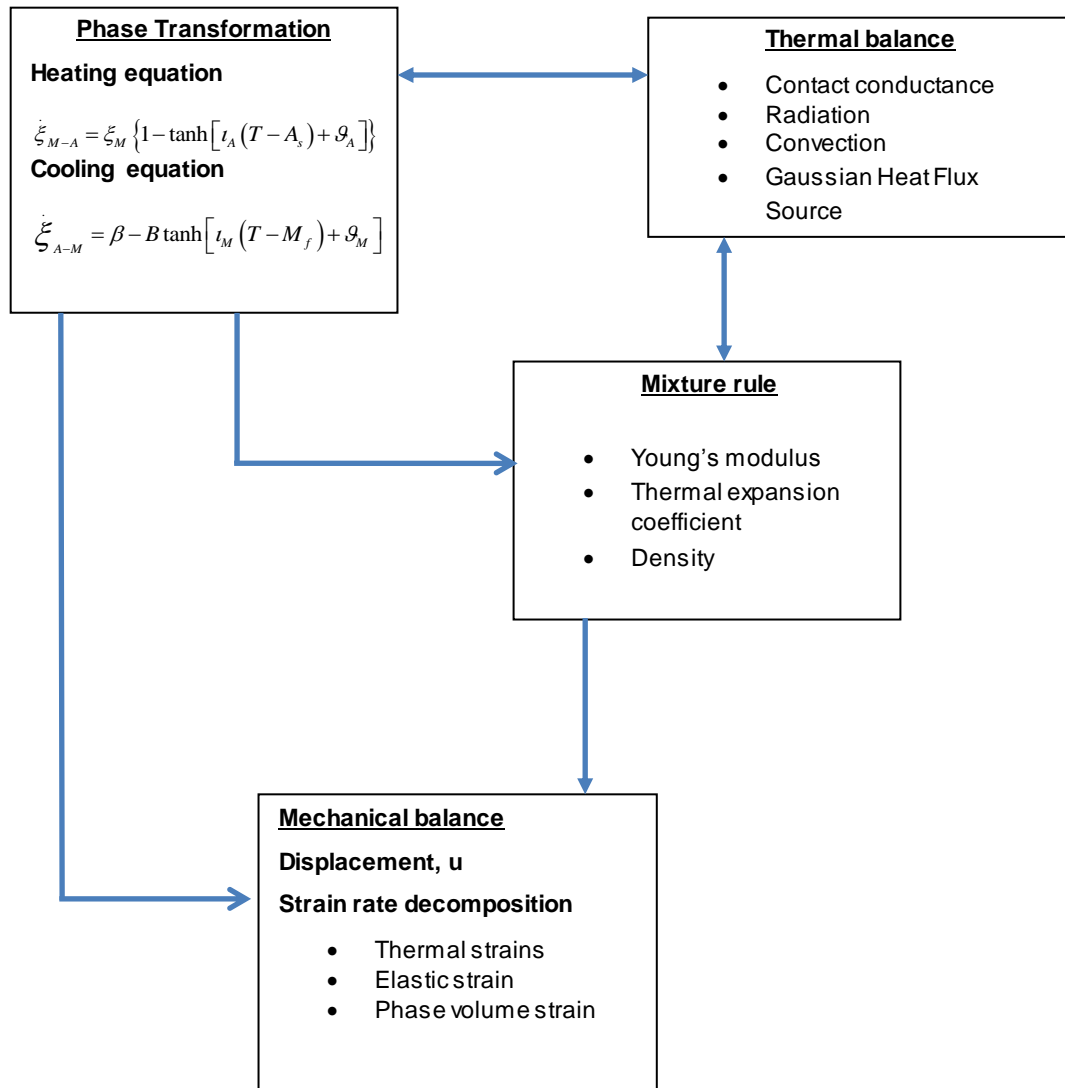 Phase Transformation
Heating equation
ξ̇_{M−A} = ξ_M {1 − tanh[ι_A (T − A_s) + ϑ_A]}
Cooling equation
ξ̇_{A−M} = β − B tanh[ι_M (T − M_f) + ϑ_M]
Thermal balance
• Contact conductance
• Radiation
• Convection
• Gaussian Heat Flux
Source
Mixture rule
• Young’s modulus
• Thermal expansion
coefficient
• Density
Mechanical balance
Displacement, u
Strain rate decomposition
• Thermal strains
• Elastic strain
• Phase volume strain